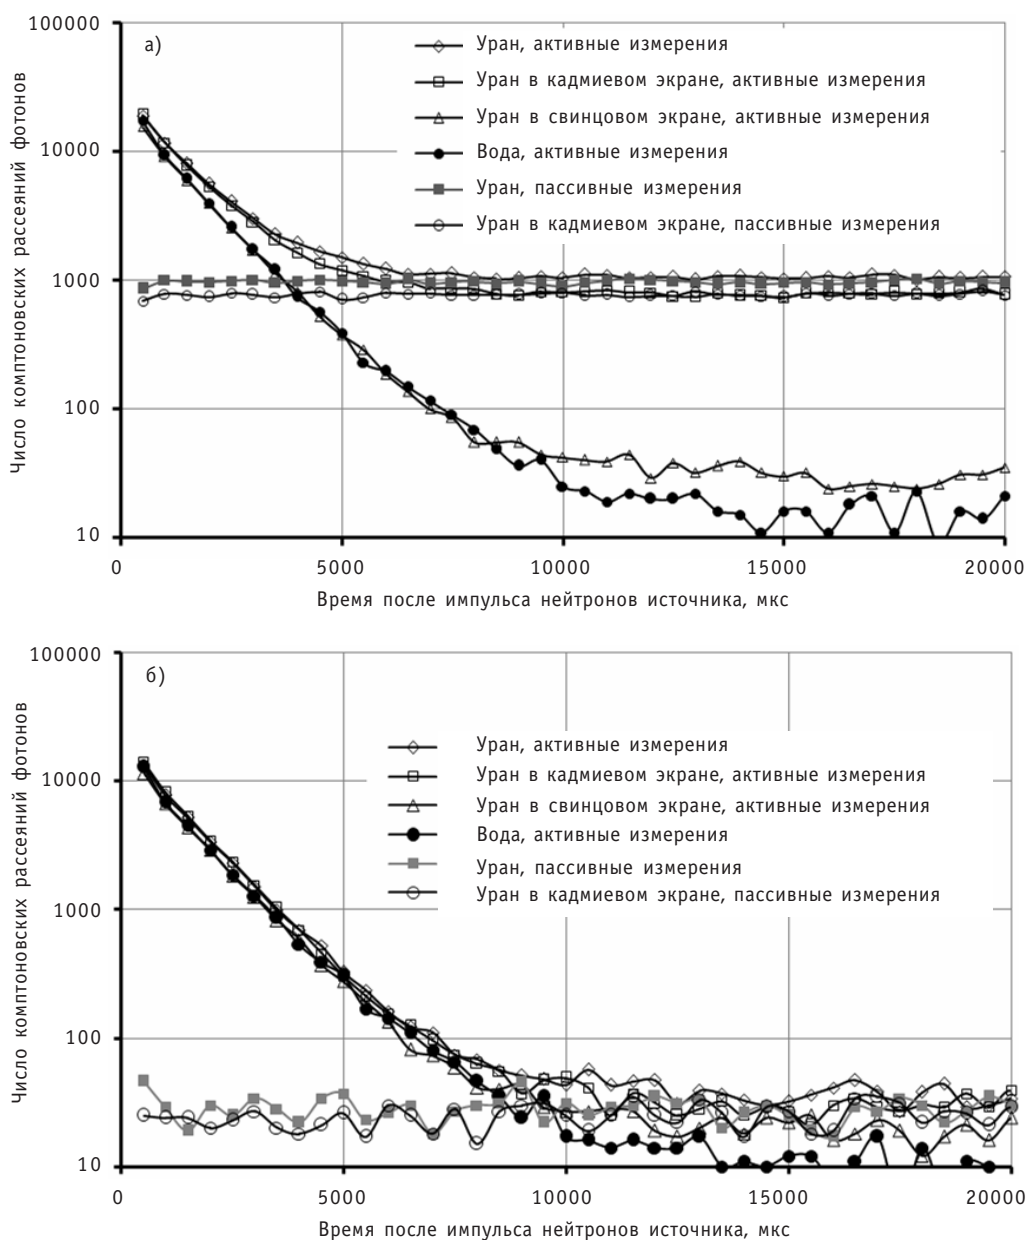 100000
а)
Уран, активные измерения
Уран в кадмиевом экране, активные измерения
Уран в свинцовом экране, активные измерения
Вода, активные измерения
Уран, пассивные измерения
Уран в кадмиевом экране, пассивные измерения
10000
1000
100
10
Число комптоновских рассеяний фотонов
0 5000 10000 15000 20000
Время после импульса нейтронов источника, мкс
100000
б)
Уран, активные измерения
Уран в кадмиевом экране, активные измерения
Уран в свинцовом экране, активные измерения
Вода, активные измерения
Уран, пассивные измерения
Уран в кадмиевом экране, пассивные измерения
10000
1000
100
10
Число комптоновских рассеяний фотонов
0 5000 10000 15000 20000
Время после импульса нейтронов источника, мкс